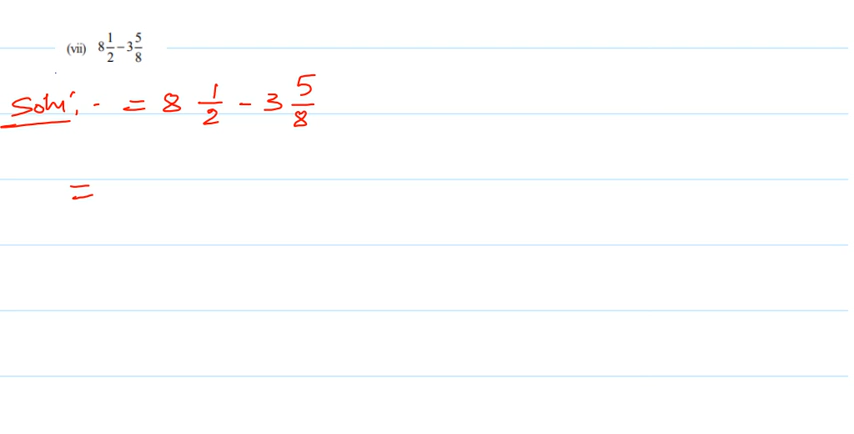 (vii) 8 1/2 − 3 5/8
Soln:- = 8 1/2 - 3 5/8
=